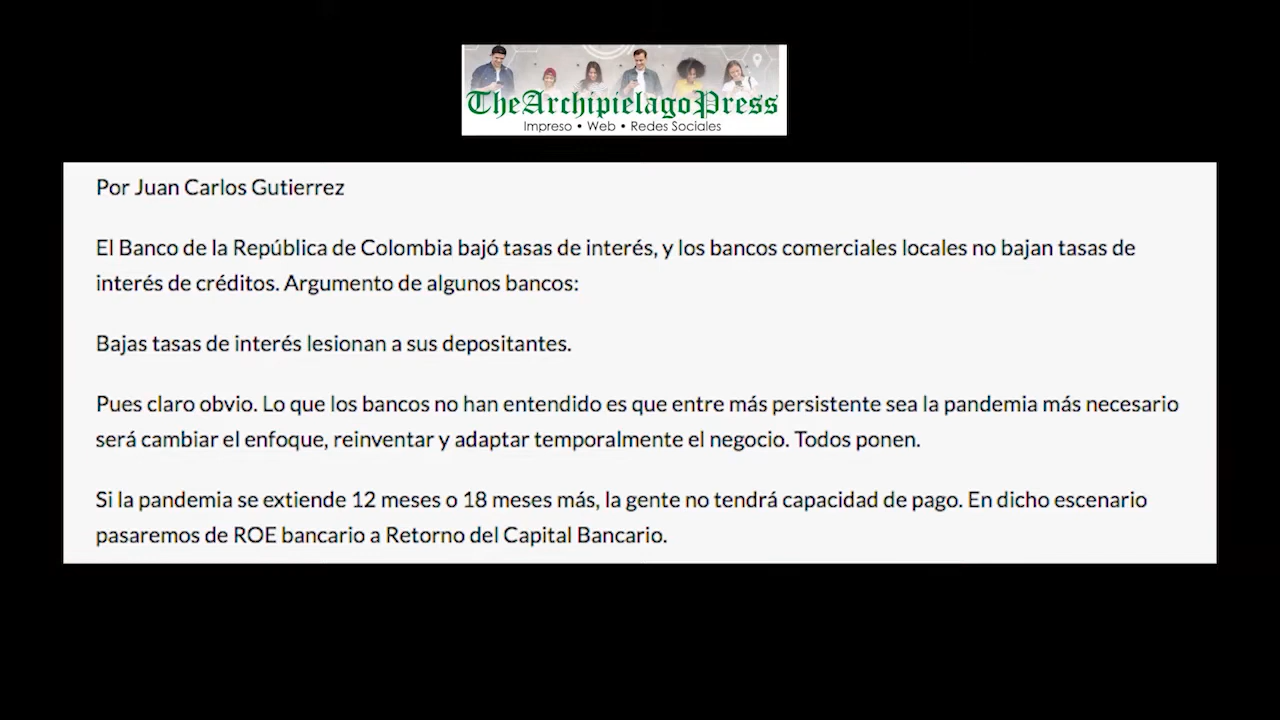 TheArchipielagoPress
Impreso • Web • Redes Sociales
Por Juan Carlos Gutierrez
El Banco de la República de Colombia bajó tasas de interés, y los bancos comerciales locales no bajan tasas de
interés de créditos. Argumento de algunos bancos:
Bajas tasas de interés lesionan a sus depositantes.
Pues claro obvio. Lo que los bancos no han entendido es que entre más persistente sea la pandemia más necesario
será cambiar el enfoque, reinventar y adaptar temporalmente el negocio. Todos ponen.
Si la pandemia se extiende 12 meses o 18 meses más, la gente no tendrá capacidad de pago. En dicho escenario
pasaremos de ROE bancario a Retorno del Capital Bancario.